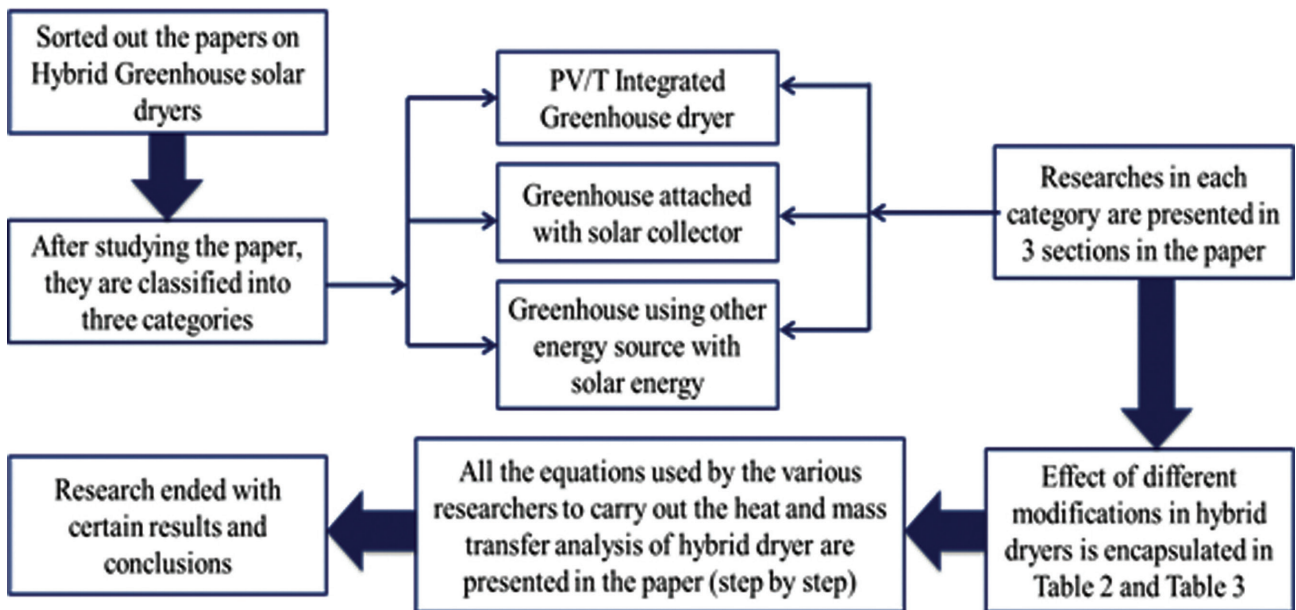 Sorted out the papers on
Hybrid Greenhouse solar
dryers
After studying the paper,
they are classified into
three categories
PV/T Integrated
Greenhouse dryer
Greenhouse attached
with solar collector
Greenhouse using other
energy source with
solar energy
Researches in each
category are presented in
3 sections in the paper
Effect of different
modifications in hybrid
dryers is encapsulated in
Table 2 and Table 3
All the equations used by the various
researchers to carry out the heat and mass
transfer analysis of hybrid dryer are
presented in the paper (step by step)
Research ended with
certain results and
conclusions